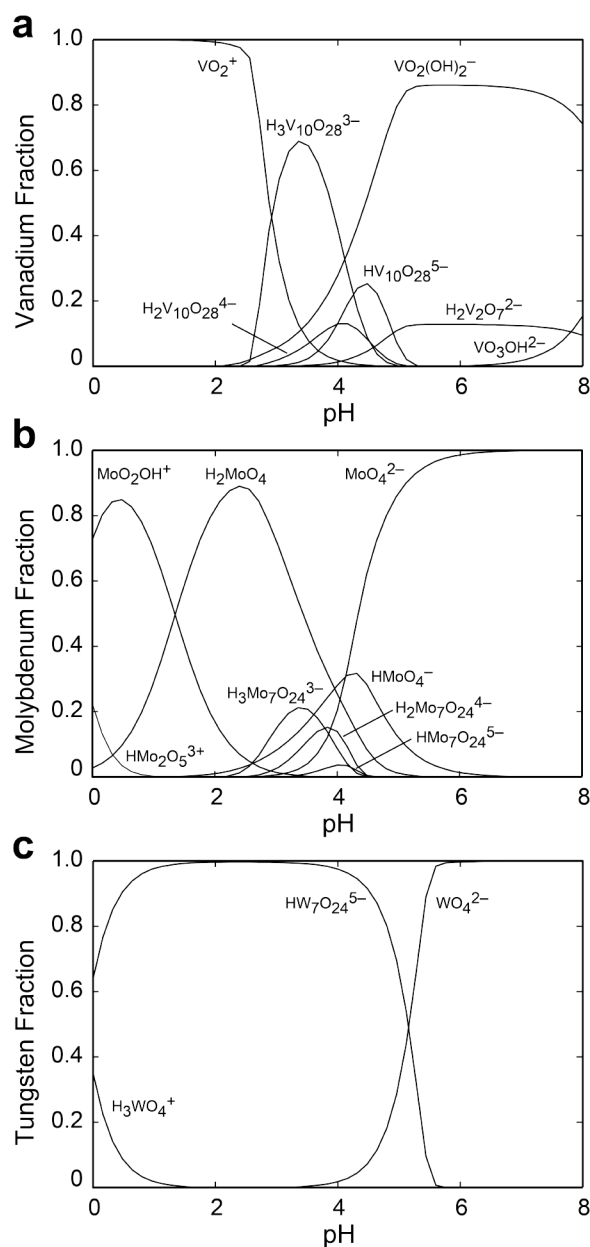 a
1.0
0.8
0.6
0.4
0.2
0
VO₂⁺
VO₂(OH)₂⁻
H₃V₁₀O₂₈³⁻
HV₁₀O₂₈⁵⁻
H₂V₁₀O₂₈⁴⁻
H₂V₂O₇²⁻
VO₃OH²⁻
Vanadium Fraction
0 2 4 6 8
pH
b
1.0
0.8
0.6
0.4
0.2
0
MoO₂OH⁺ H₂MoO₄ MoO₄²⁻
HMoO₄⁻
H₃Mo₇O₂₄³⁻
H₂Mo₇O₂₄⁴⁻
HMo₇O₂₄⁵⁻
HMo₂O₅³⁺
Molybdenum Fraction
0 2 4 6 8
pH
c
1.0
0.8
0.6
0.4
0.2
0
HW₇O₂₄⁵⁻ WO₄²⁻
H₃WO₄⁺
Tungsten Fraction
0 2 4 6 8
pH